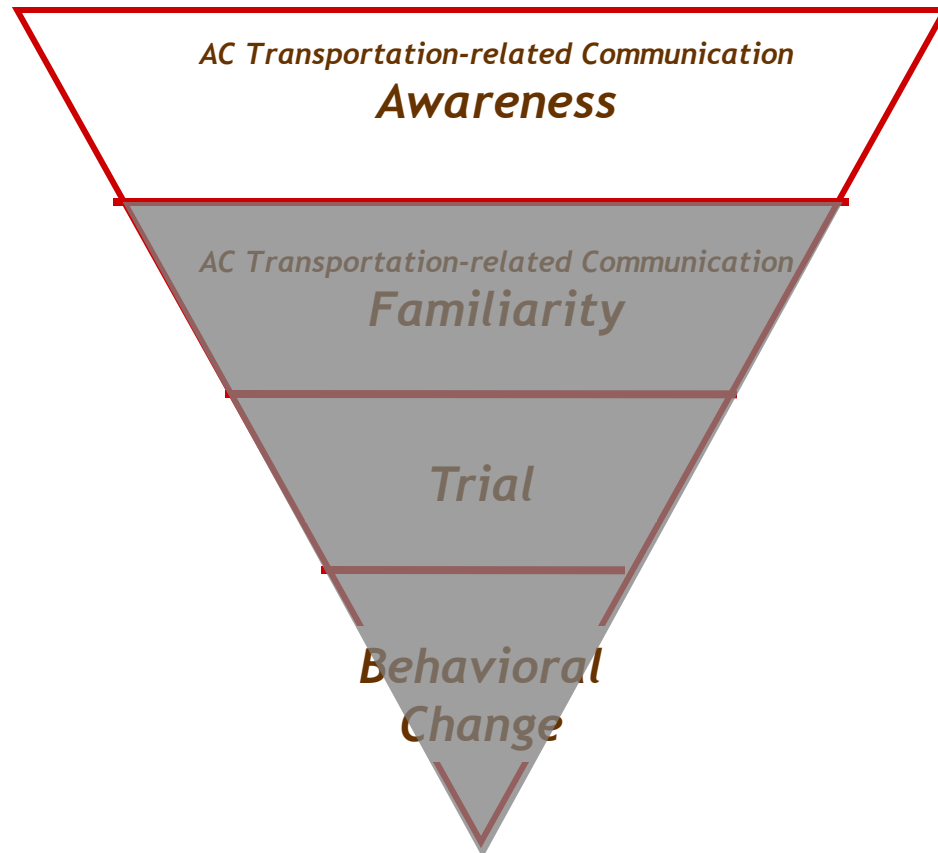 AC Transportation-related Communication
Awareness
AC Transportation-related Communication
Familiarity
Trial
Behavioral
Change